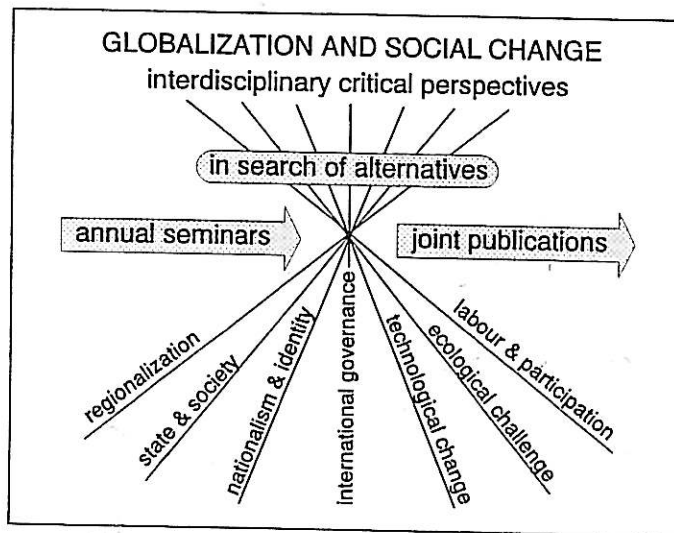 GLOBALIZATION AND SOCIAL CHANGE
interdisciplinary critical perspectives
in search of alternatives
annual seminars
joint publications
regionalization
state & society
nationalism & identity
international governance
technological change
ecological challenge
labour & participation